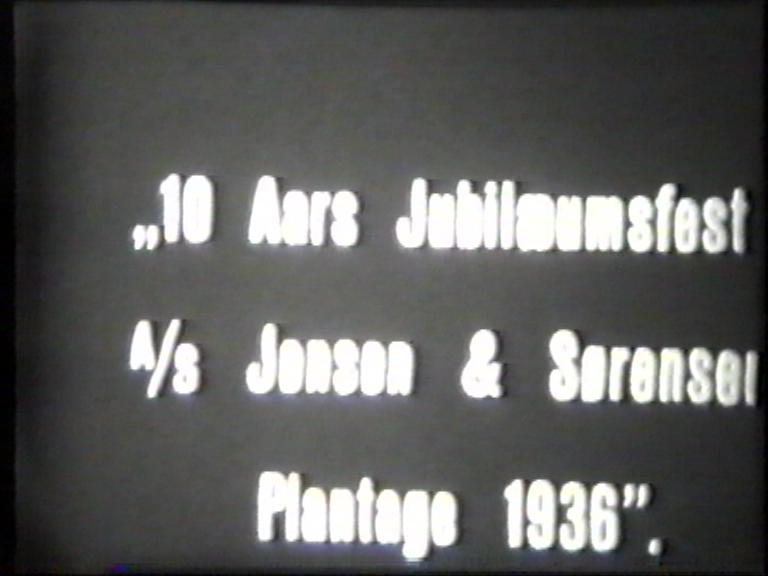 „10 Aars Jubilæumsfest
A/s Jensen & Sørensen
Plantage 1936”.